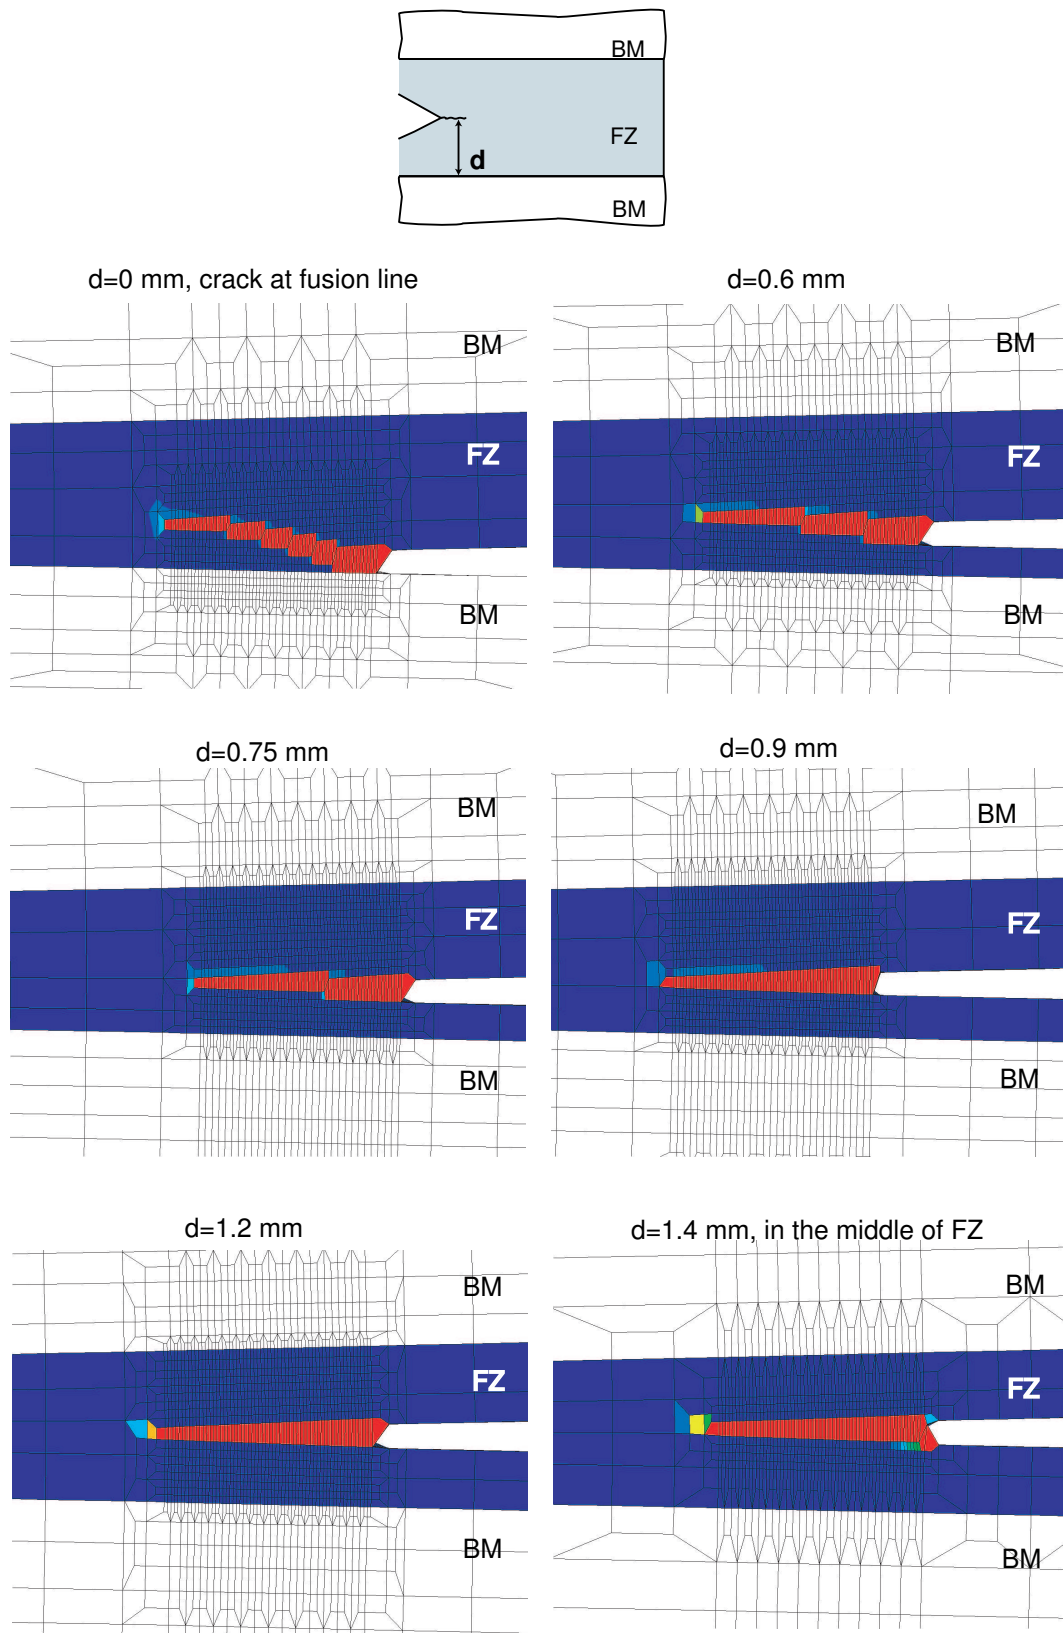 BM
FZ
d
BM
d=0 mm, crack at fusion line
d=0.6 mm
BM
BM
FZ
FZ
BM
BM
d=0.75 mm
d=0.9 mm
BM
BM
FZ
FZ
BM
BM
d=1.2 mm
d=1.4 mm, in the middle of FZ
BM
BM
FZ
FZ
BM
BM